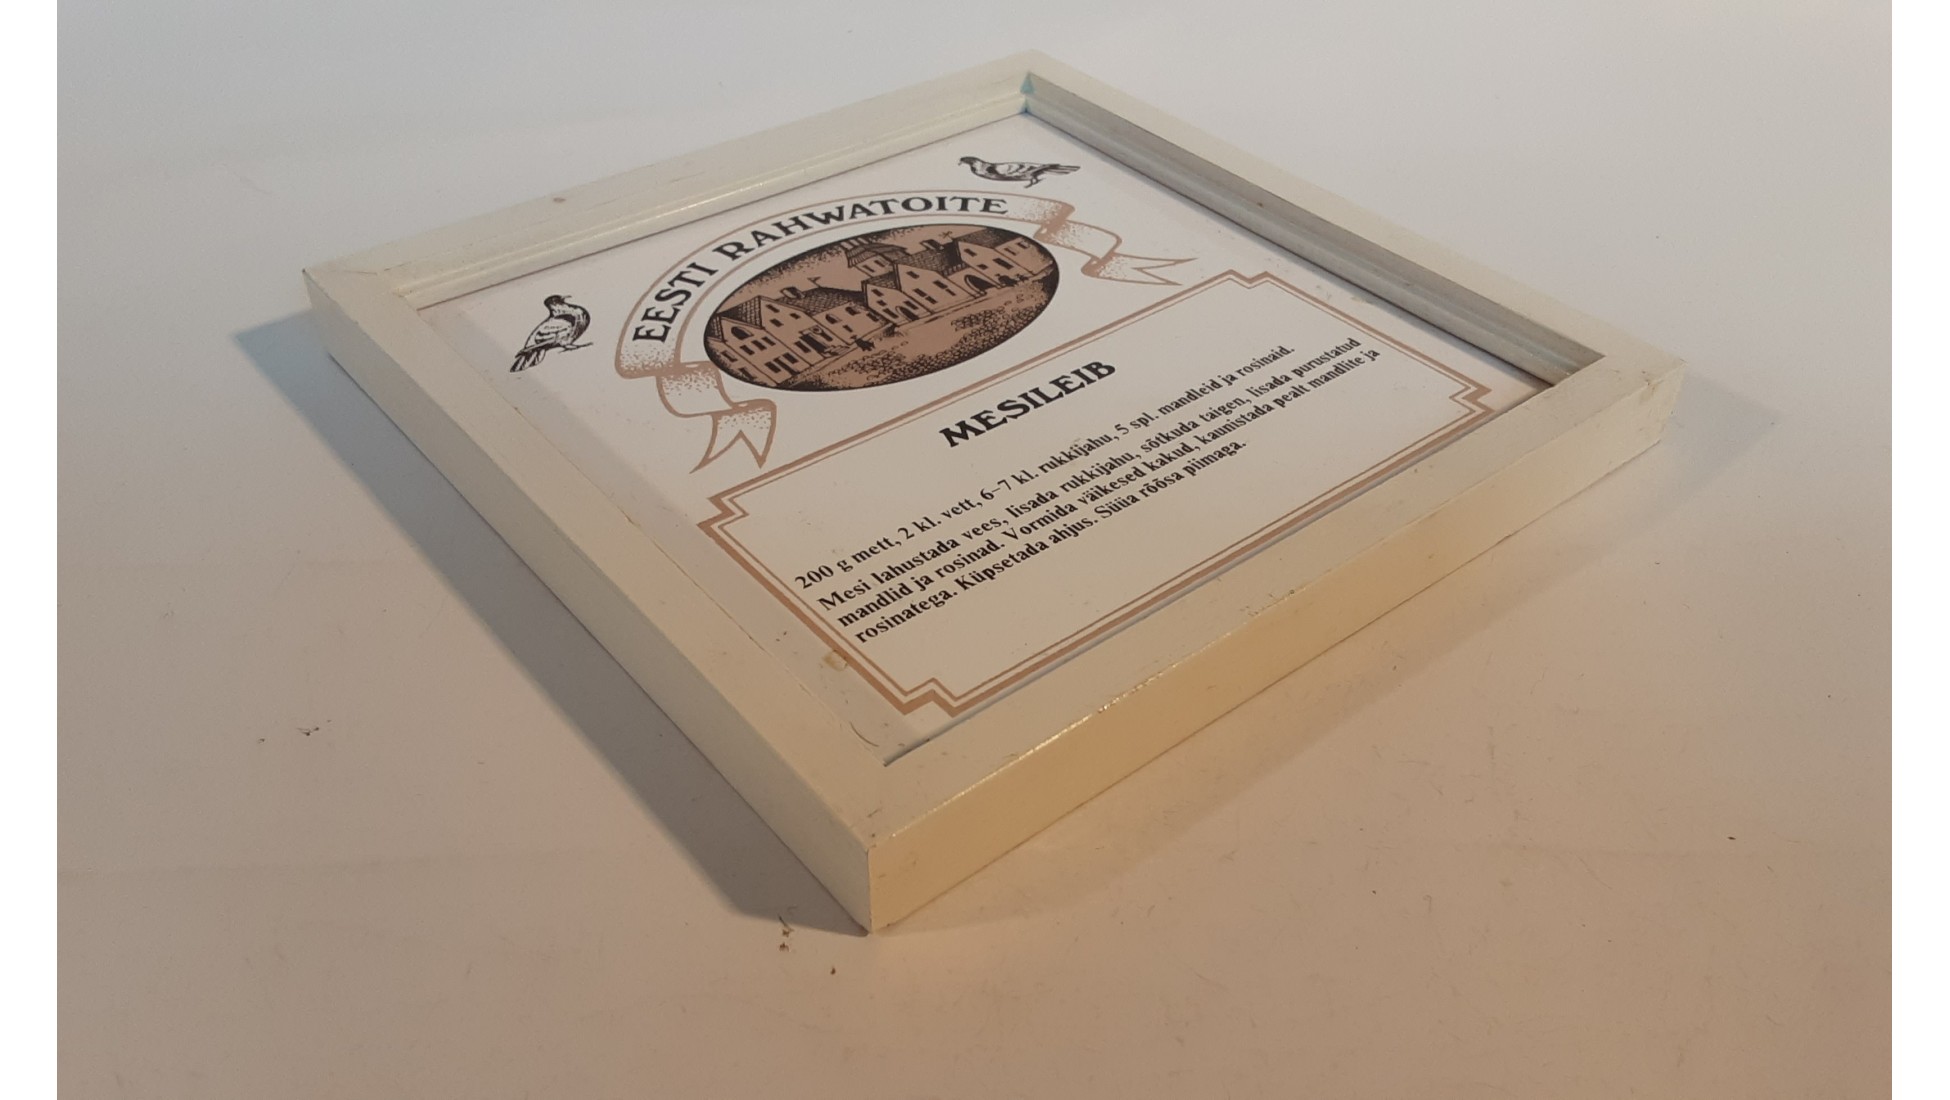 EESTI RAHWATOITE
MESILEIB
200 g mett, 2 kl. vett, 6–7 kl. rukkijahu, 5 spl. mandleid ja rosinaid.
Mesi lahustada vees, lisada rukkijahu, sõtkuda taigen, lisada purustatud
mandlid ja rosinad. Vormida väikesed kakud, kaunistada pealt mandlite ja
rosinatega. Küpsetada ahjus. Süüa rõõsa piimaga.